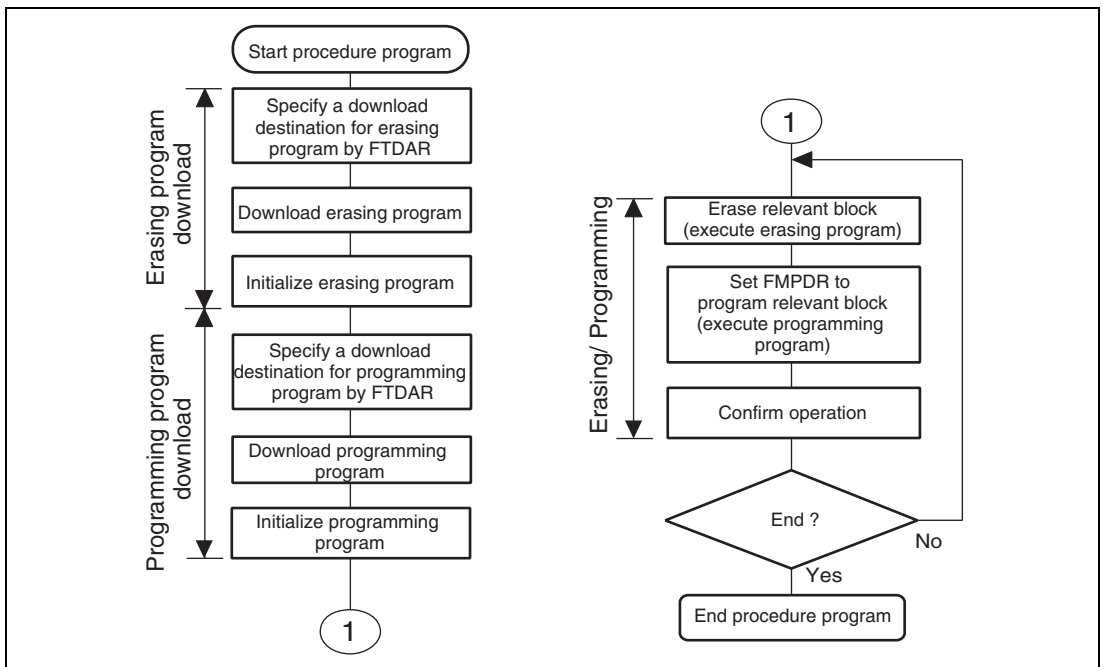 Start procedure program
Erasing program
download
Specify a download
destination for erasing
program by FTDAR
Download erasing program
Initialize erasing program
Programming program
download
Specify a download
destination for programming
program by FTDAR
Download programming
program
Initialize programming
program
1
1
Erasing/ Programming
Erase relevant block
(execute erasing program)
Set FMPDR to
program relevant block
(execute programming
program)
Confirm operation
End ?
No
Yes
End procedure program